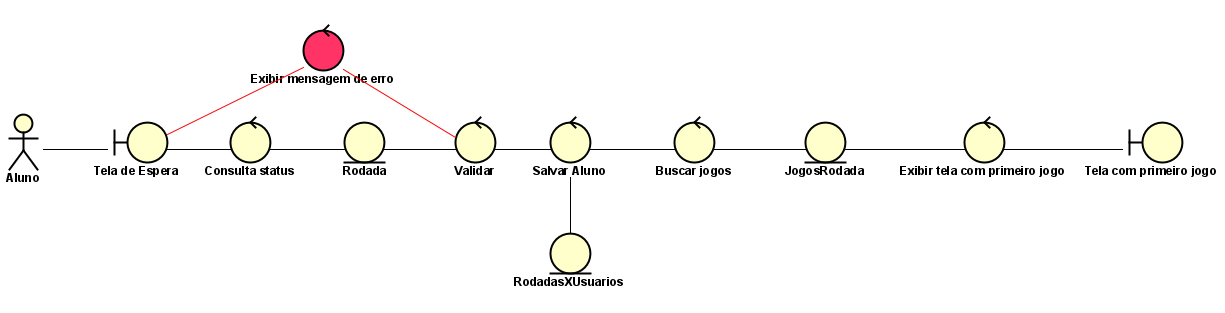 Exibir mensagem de erro
Aluno
Tela de Espera
Consulta status
Rodada
Validar
Salvar Aluno
Buscar jogos
JogosRodada
Exibir tela com primeiro jogo
Tela com primeiro jogo
RodadasXUsuarios